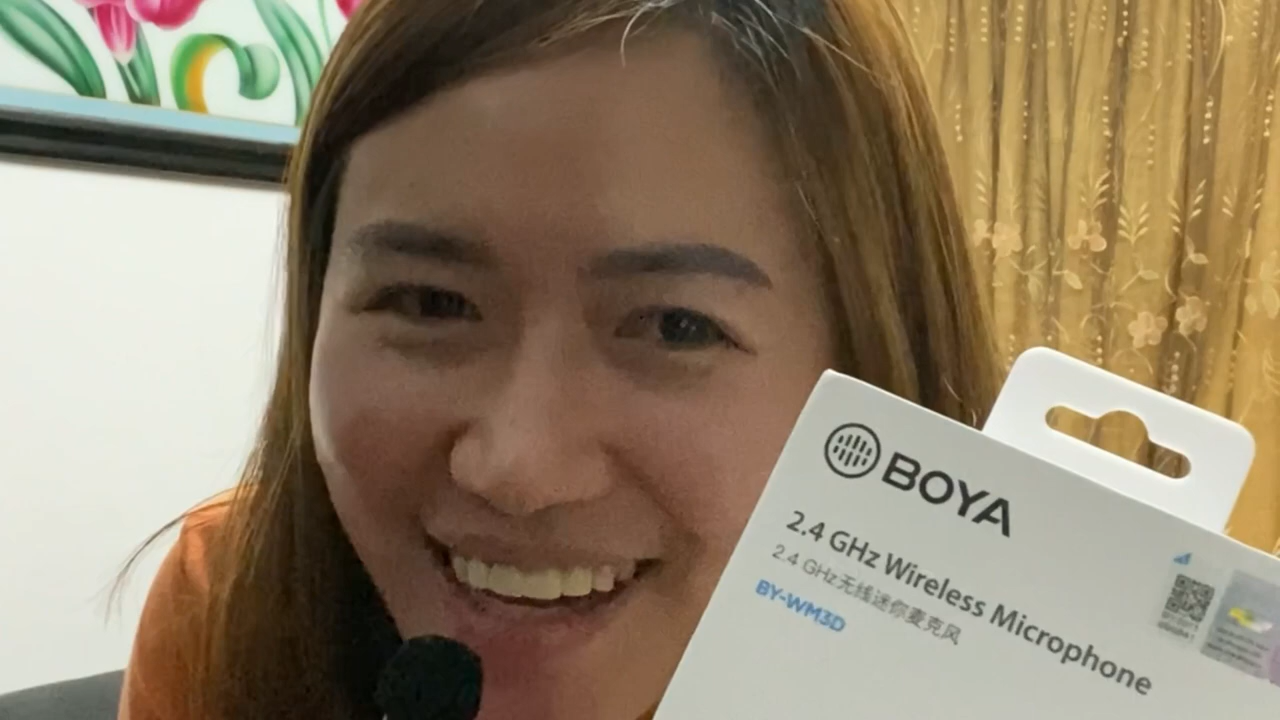 BOYA
2.4 GHz Wireless Microphone
2.4 GHz无线迷你麦克风
BY-WM3D